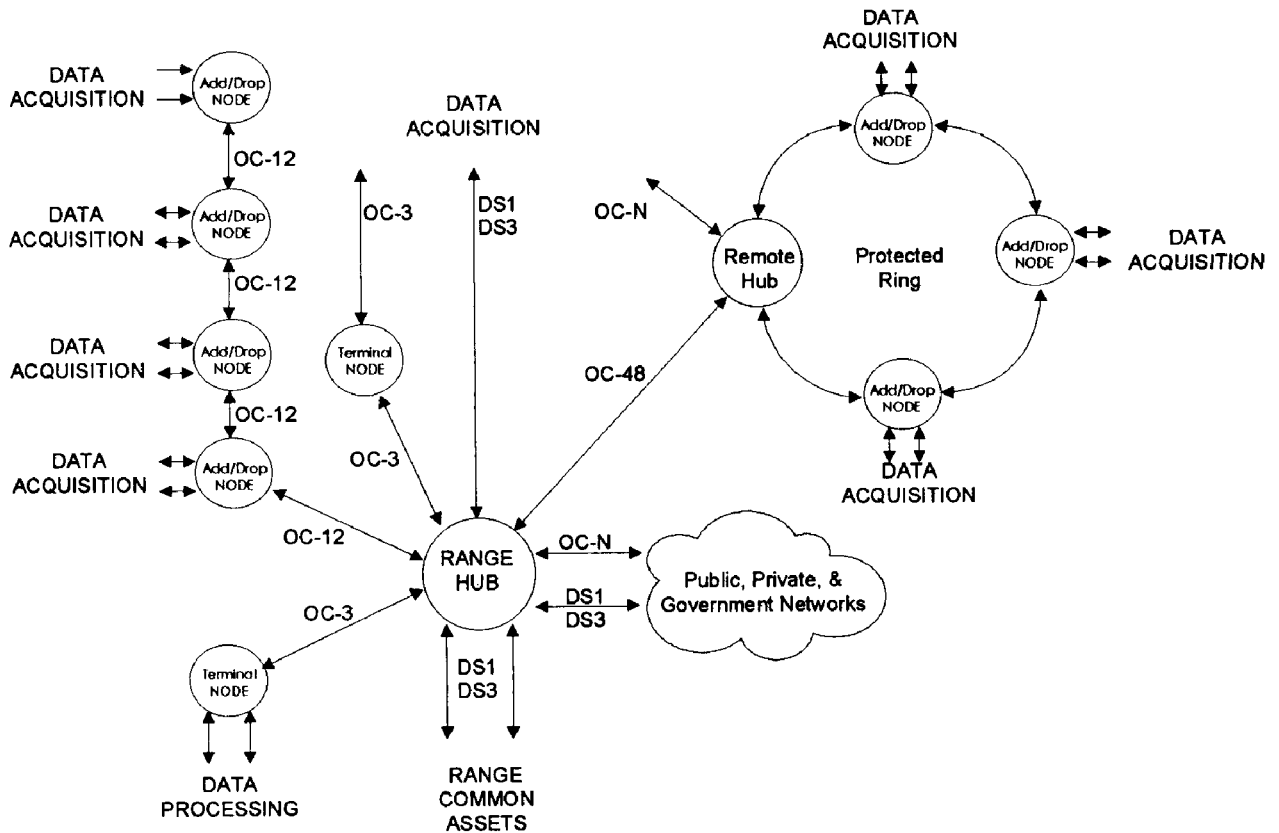 DATA
ACQUISITION
Add/Drop
NODE
OC-12
DATA
ACQUISITION
Add/Drop
NODE
OC-12
DATA
ACQUISITION
Add/Drop
NODE
OC-12
DATA
ACQUISITION
Add/Drop
NODE
OC-12
DATA
ACQUISITION
OC-3
DS1
DS3
Terminal
NODE
OC-3
DATA
ACQUISITION
Add/Drop
NODE
OC-N
Remote
Hub
Protected
Ring
Add/Drop
NODE
DATA
ACQUISITION
OC-48
Add/Drop
NODE
DATA
ACQUISITION
RANGE
HUB
OC-N
DS1
DS3
Public, Private, &
Government Networks
OC-3
Terminal
NODE
DATA
PROCESSING
DS1
DS3
RANGE
COMMON
ASSETS